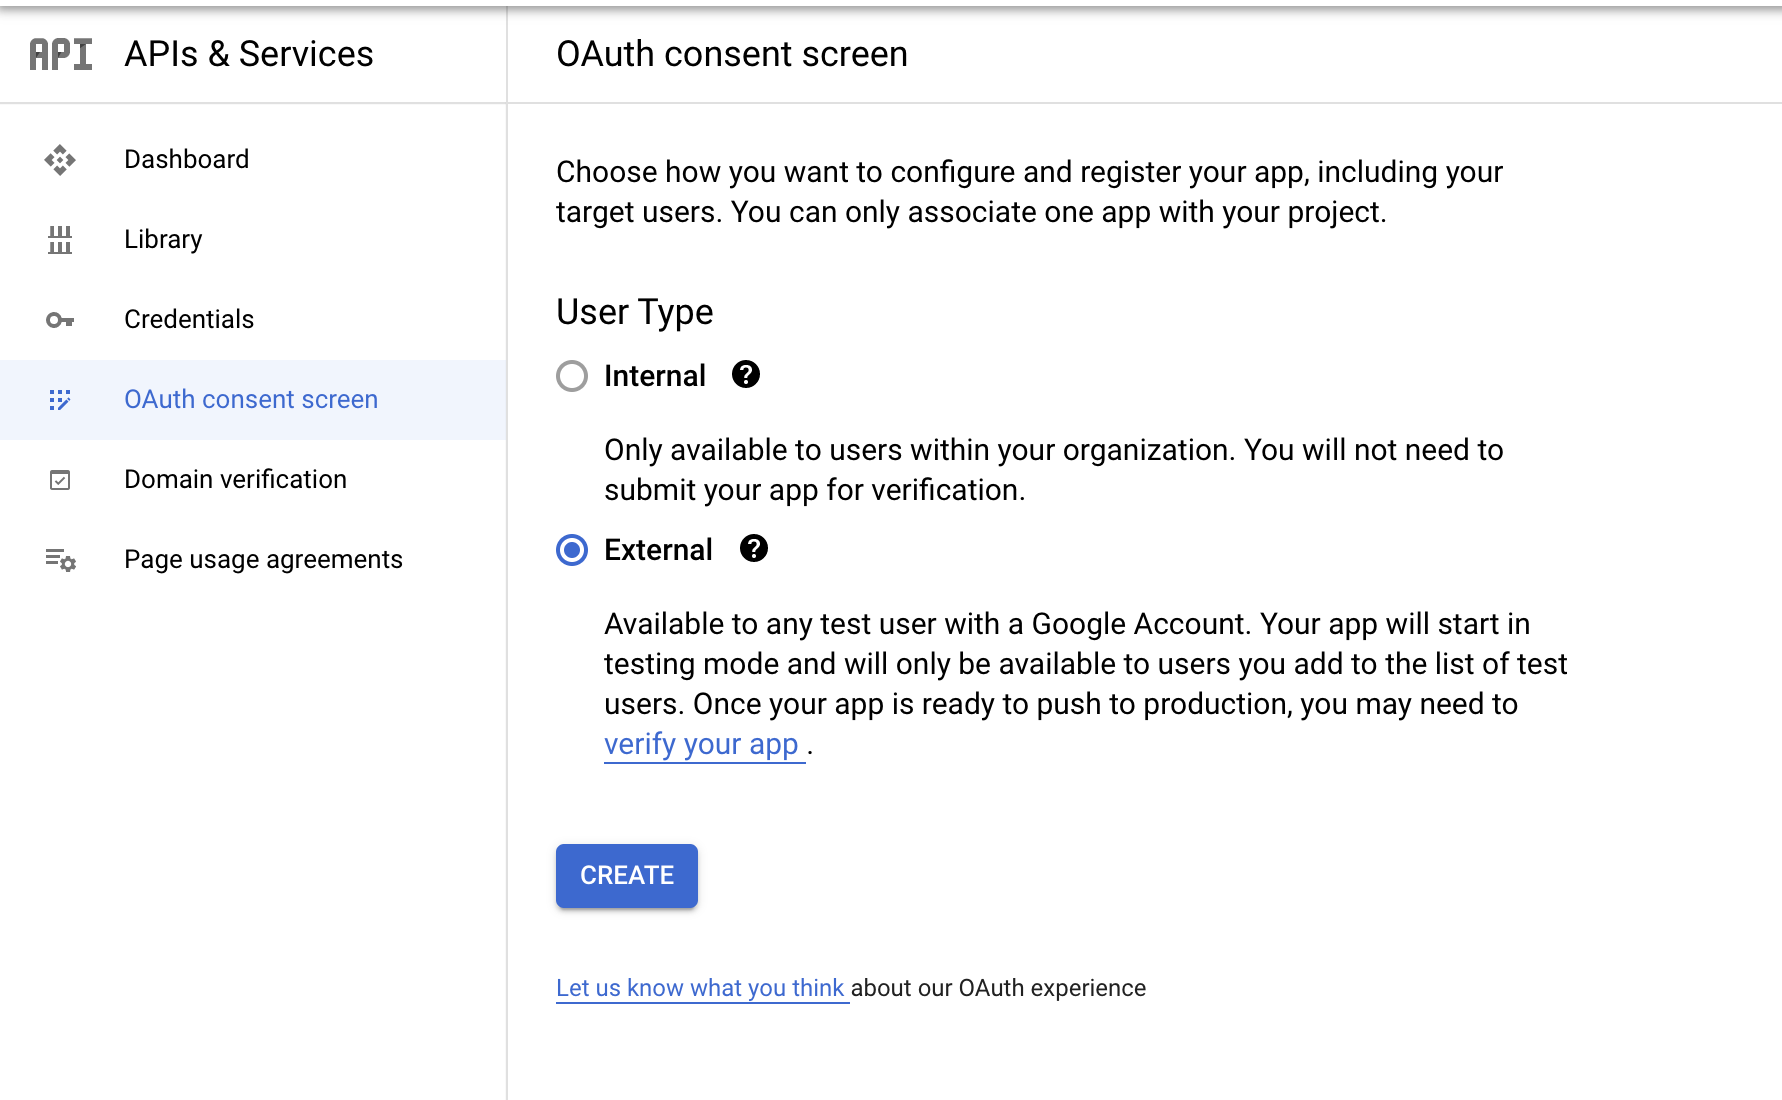 API APIs & Services
OAuth consent screen
Dashboard
Library
Credentials
OAuth consent screen
Domain verification
Page usage agreements
Choose how you want to configure and register your app, including your
target users. You can only associate one app with your project.
User Type
Internal
Only available to users within your organization. You will not need to
submit your app for verification.
External
Available to any test user with a Google Account. Your app will start in
testing mode and will only be available to users you add to the list of test
users. Once your app is ready to push to production, you may need to
verify your app .
CREATE
Let us know what you think about our OAuth experience